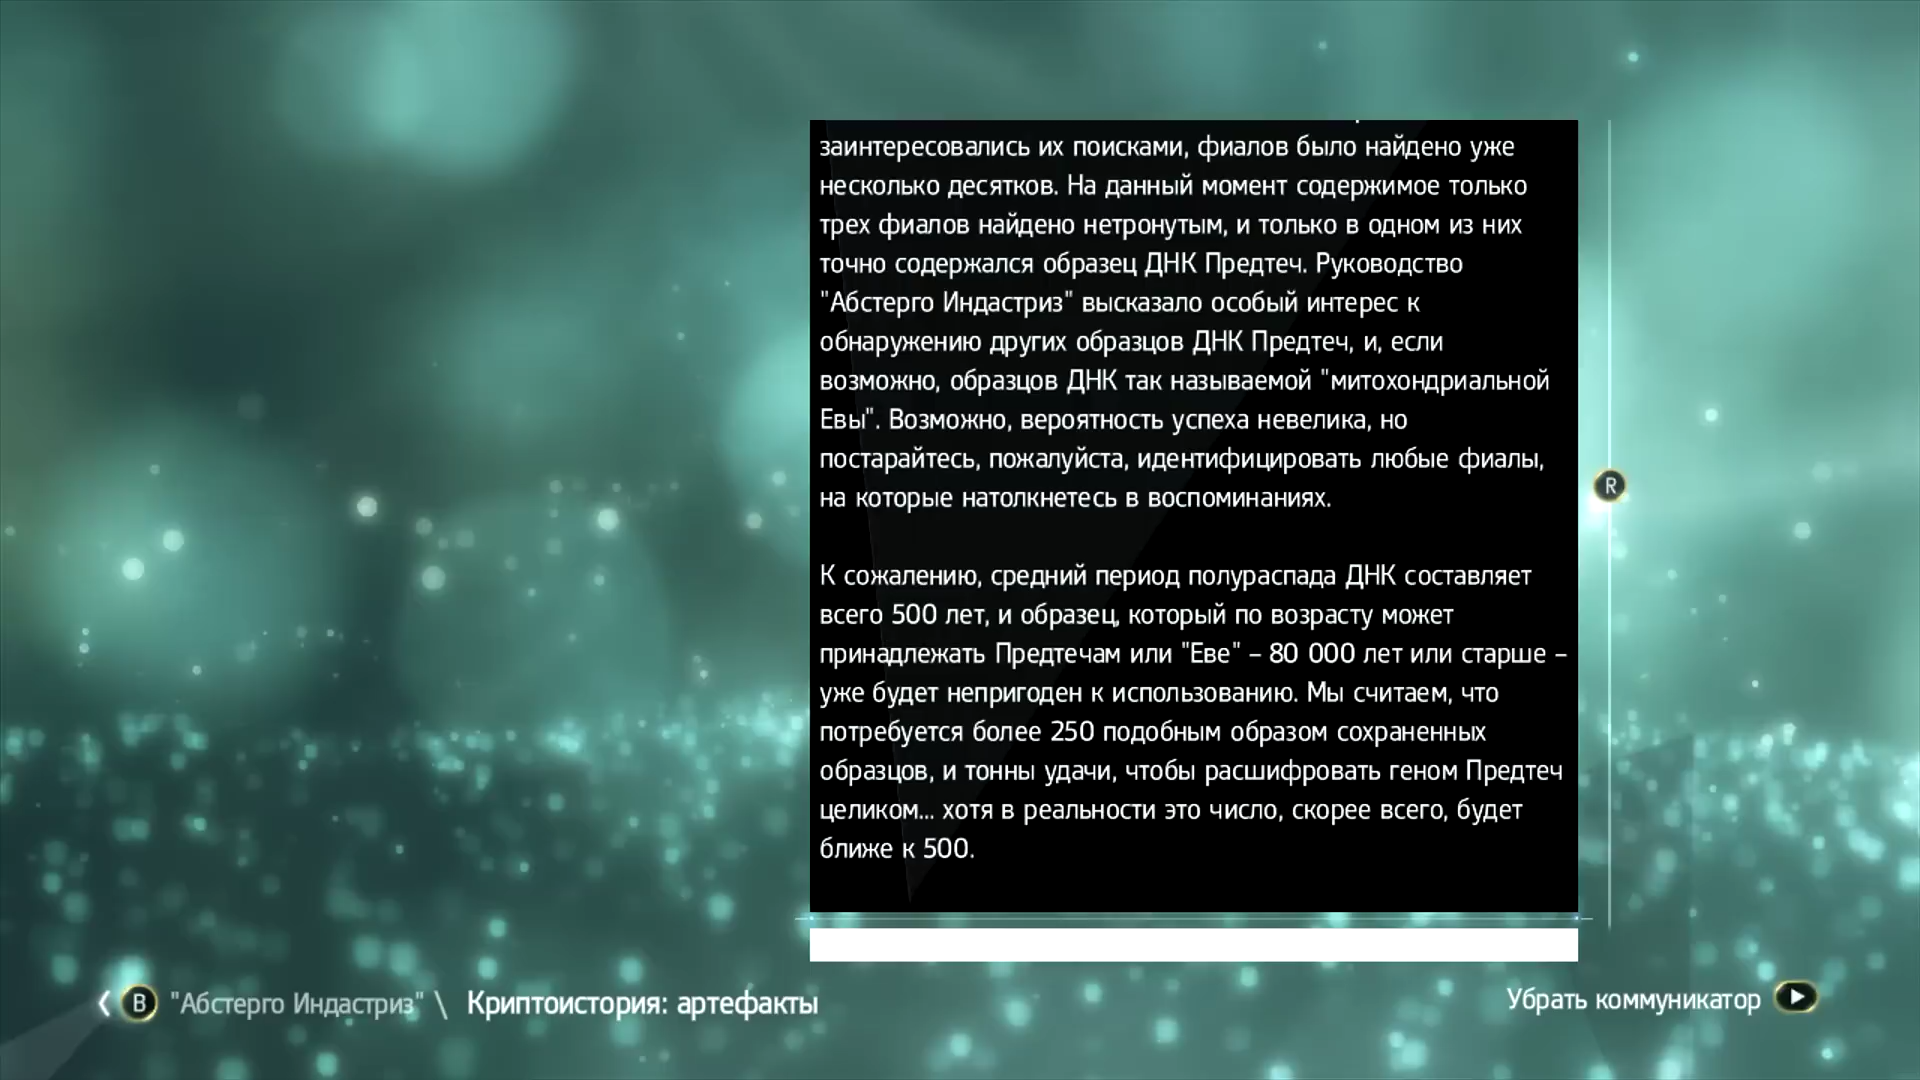 заинтересовались их поисками, фиалов было найдено уже
несколько десятков. На данный момент содержимое только
трех фиалов найдено нетронутым, и только в одном из них
точно содержался образец ДНК Предтеч. Руководство
"Абстерго Индастриз" высказало особый интерес к
обнаружению других образцов ДНК Предтеч, и, если
возможно, образцов ДНК так называемой "митохондриальной
Евы". Возможно, вероятность успеха невелика, но
постарайтесь, пожалуйста, идентифицировать любые фиалы,
на которые натолкнетесь в воспоминаниях.
К сожалению, средний период полураспада ДНК составляет
всего 500 лет, и образец, который по возрасту может
принадлежать Предтечам или "Еве" – 80 000 лет или старше –
уже будет непригоден к использованию. Мы считаем, что
потребуется более 250 подобным образом сохраненных
образцов, и тонны удачи, чтобы расшифровать геном Предтеч
целиком... хотя в реальности это число, скорее всего, будет
ближе к 500.
R
B "Абстерго Индастриз" \ Криптоистория: артефакты
Убрать коммуникатор